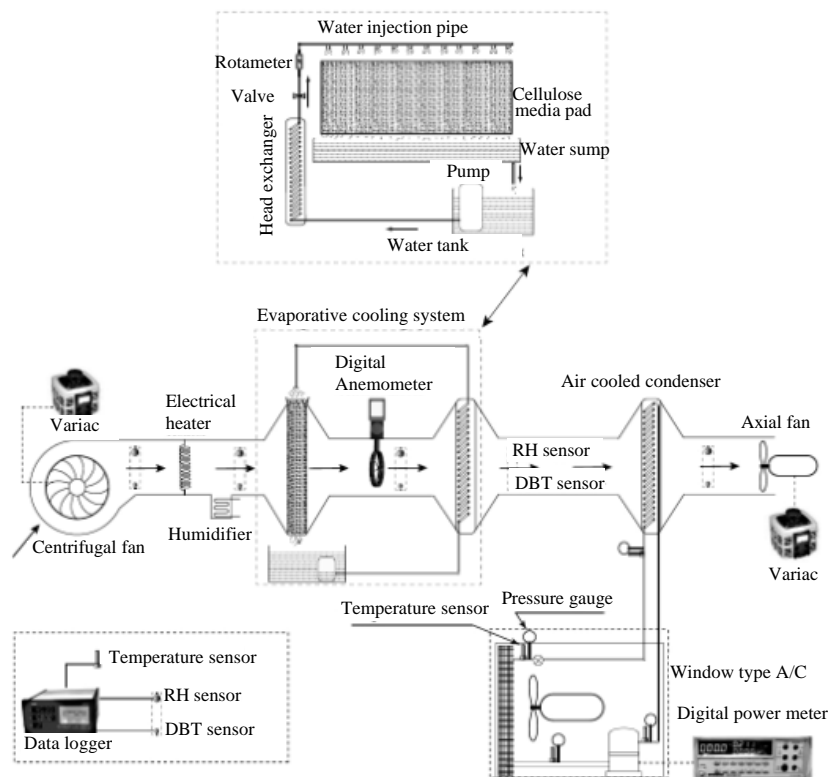 Water injection pipe
Rotameter
Valve
Cellulose
media pad
Head exchanger
Water sump
Pump
Water tank
Evaporative cooling system
Digital
Anemometer
Electrical
heater
Air cooled condenser
Axial fan
Variac
RH sensor
DBT sensor
Centrifugal fan
Humidifier
Variac
Temperature sensor
Pressure gauge
Temperature sensor
RH sensor
DBT sensor
Data logger
Window type A/C
Digital power meter